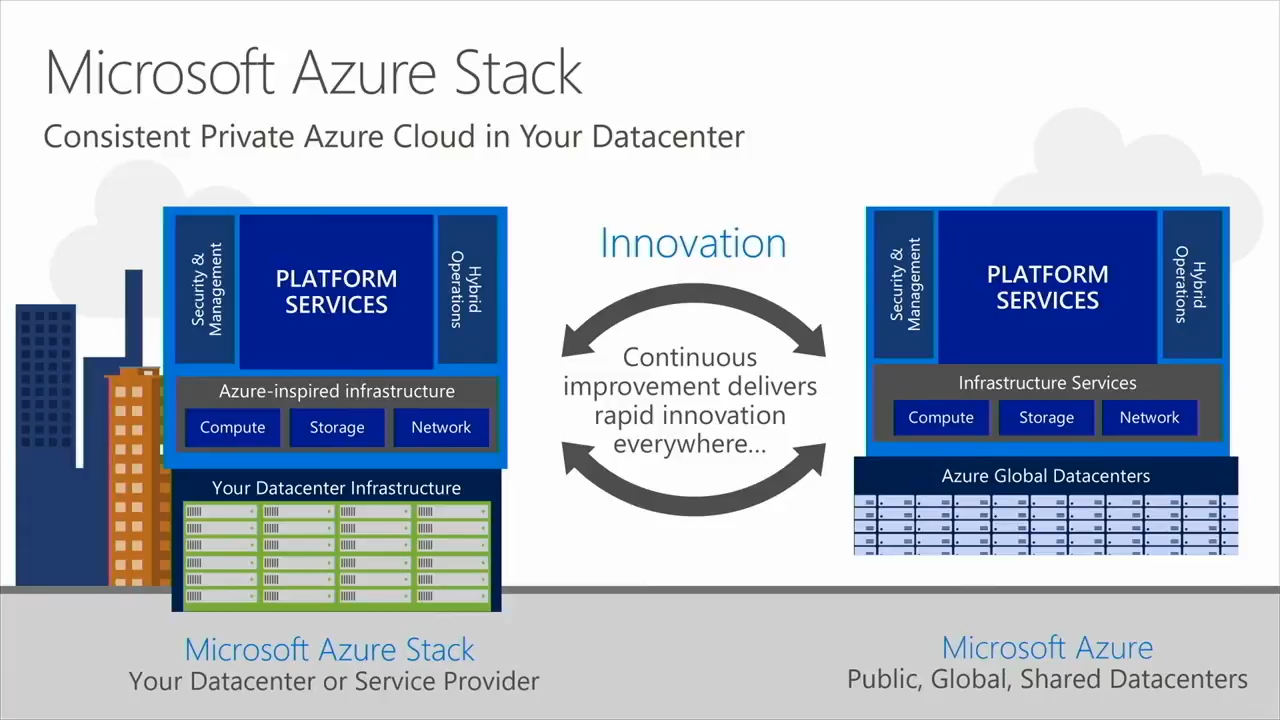 Microsoft Azure Stack
Consistent Private Azure Cloud in Your Datacenter
Security &
Management
PLATFORM
SERVICES
Hybrid
Operations
Azure-inspired infrastructure
Compute
Storage
Network
Your Datacenter Infrastructure
Microsoft Azure Stack
Your Datacenter or Service Provider
Innovation
Continuous
improvement delivers
rapid innovation
everywhere...
Security &
Management
PLATFORM
SERVICES
Hybrid
Operations
Infrastructure Services
Compute
Storage
Network
Azure Global Datacenters
Microsoft Azure
Public, Global, Shared Datacenters